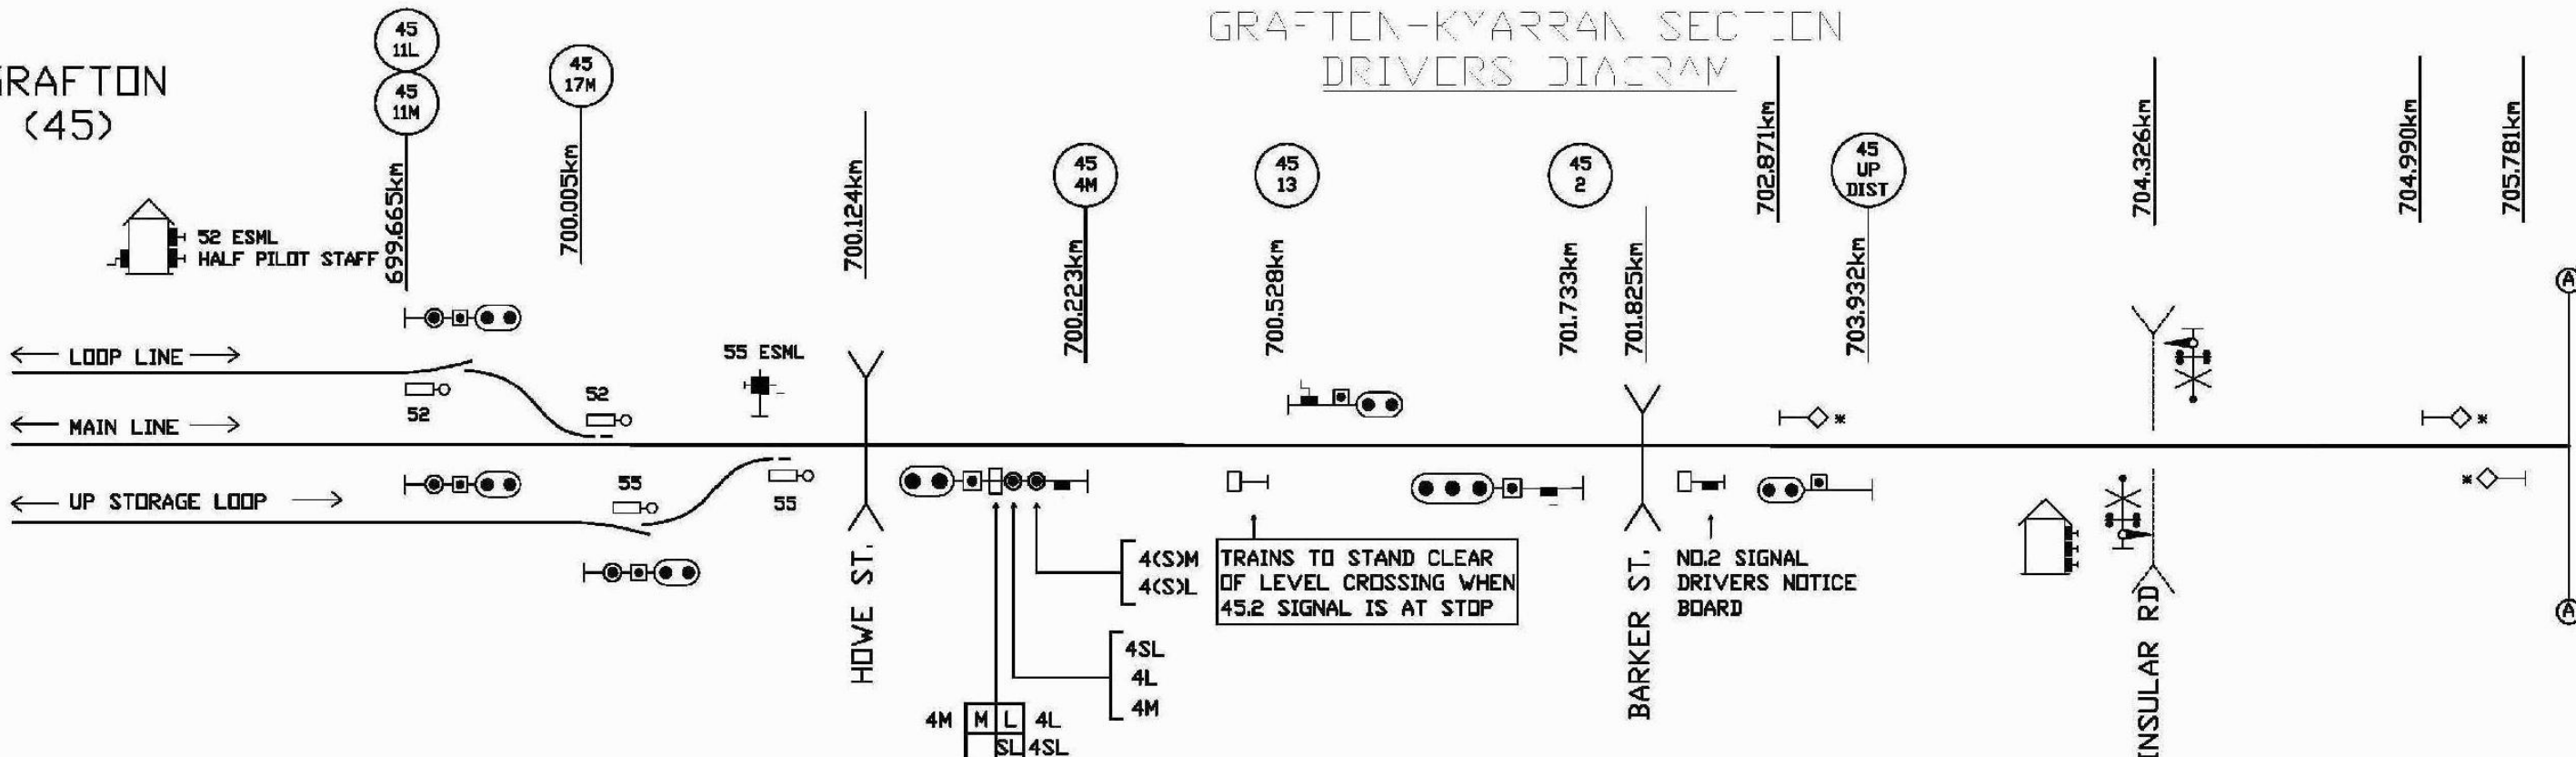 GRAFTON-KYARRAN SECTION
DRIVERS DIAGRAM
GRAFTON
(45)
45
11L
45
11M
45
17M
45
4M
45
13
45
2
45
UP
DIST
699.665km
700.005km
700.124km
700.223km
700.528km
701.733km
701.825km
702.871km
703.932km
704.326km
704.990km
705.781km
52 ESML
HALF PILOT STAFF
LOOP LINE
MAIN LINE
UP STORAGE LOOP
52
52
55
55
55 ESML
HOWE ST.
4(S)M
4(S)L
4SL
4L
4M
4M M L 4L
SL 4SL
TRAINS TO STAND CLEAR
OF LEVEL CROSSING WHEN
45.2 SIGNAL IS AT STOP
BARKER ST.
NO.2 SIGNAL
DRIVERS NOTICE
BOARD
*
*
*
INSULAR RD
A
A